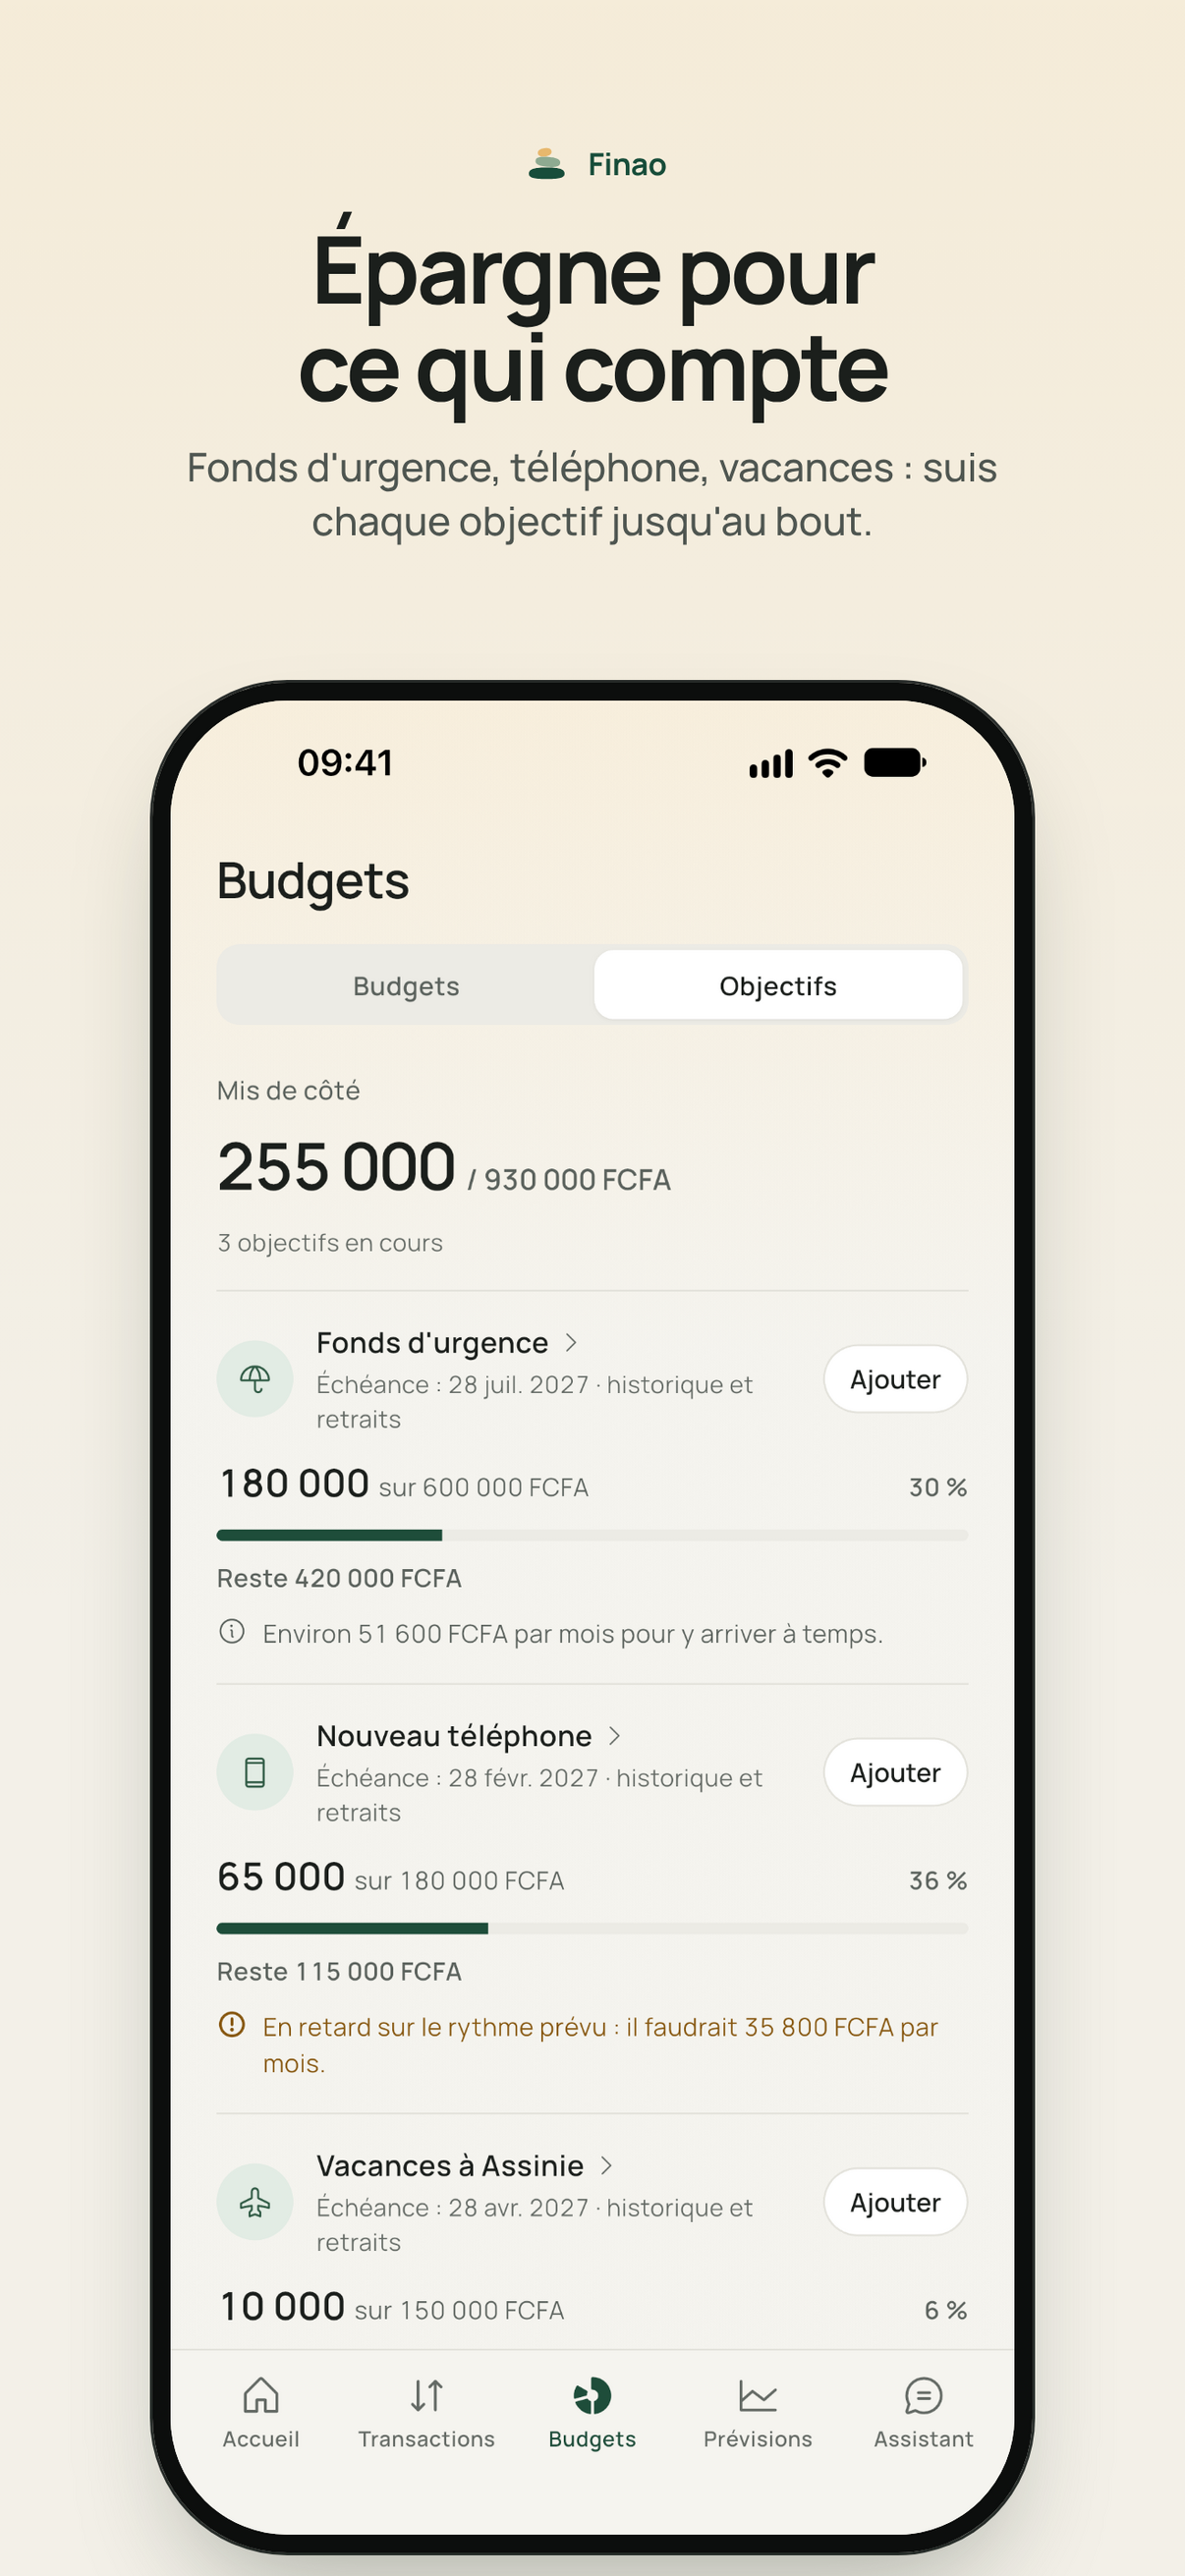 Finao
Épargne pour
ce qui compte
Fonds d'urgence, téléphone, vacances : suis
chaque objectif jusqu'au bout.
09:41
Budgets
Budgets
Objectifs
Mis de côté
255 000 / 930 000 FCFA
3 objectifs en cours
Fonds d'urgence
Échéance : 28 juil. 2027 · historique et
retraits
Ajouter
180 000 sur 600 000 FCFA
30 %
Reste 420 000 FCFA
Environ 51 600 FCFA par mois pour y arriver à temps.
Nouveau téléphone
Échéance : 28 févr. 2027 · historique et
retraits
Ajouter
65 000 sur 180 000 FCFA
36 %
Reste 115 000 FCFA
En retard sur le rythme prévu : il faudrait 35 800 FCFA par
mois.
Vacances à Assinie
Échéance : 28 avr. 2027 · historique et
retraits
Ajouter
10 000 sur 150 000 FCFA
6 %
Accueil
Transactions
Budgets
Prévisions
Assistant